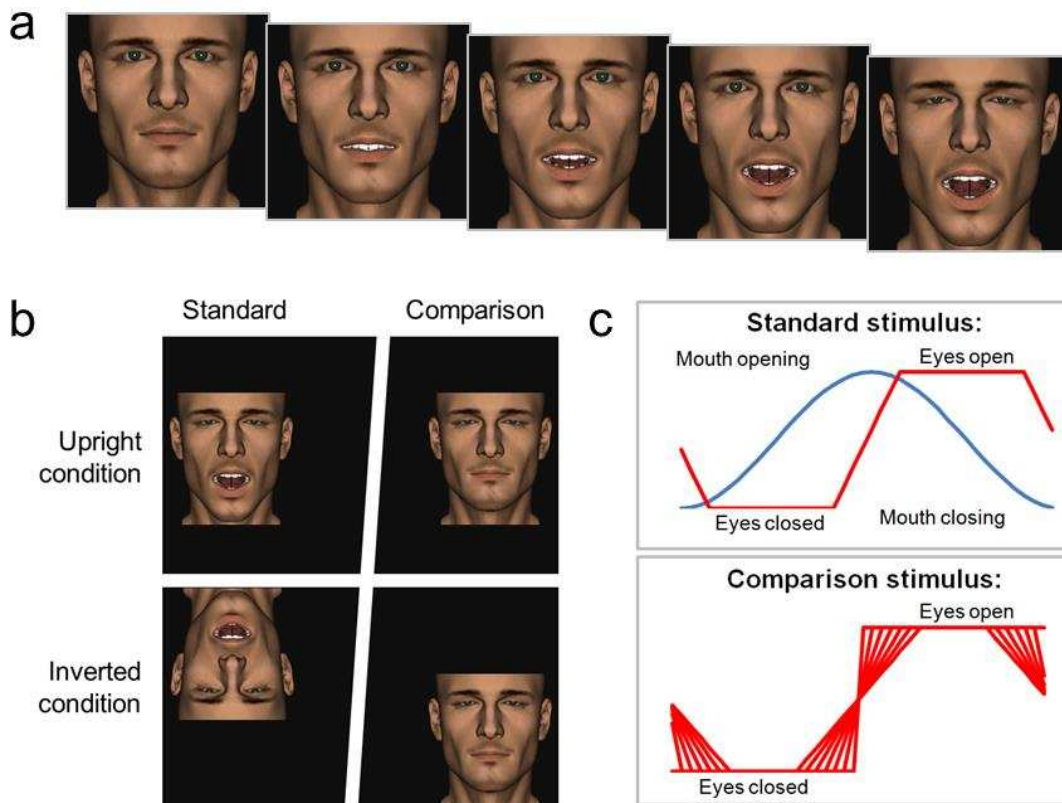 a
b
Standard
Comparison
Upright
condition
Inverted
condition
c
Standard stimulus:
Mouth opening
Eyes open
Eyes closed
Mouth closing
Comparison stimulus:
Eyes open
Eyes closed